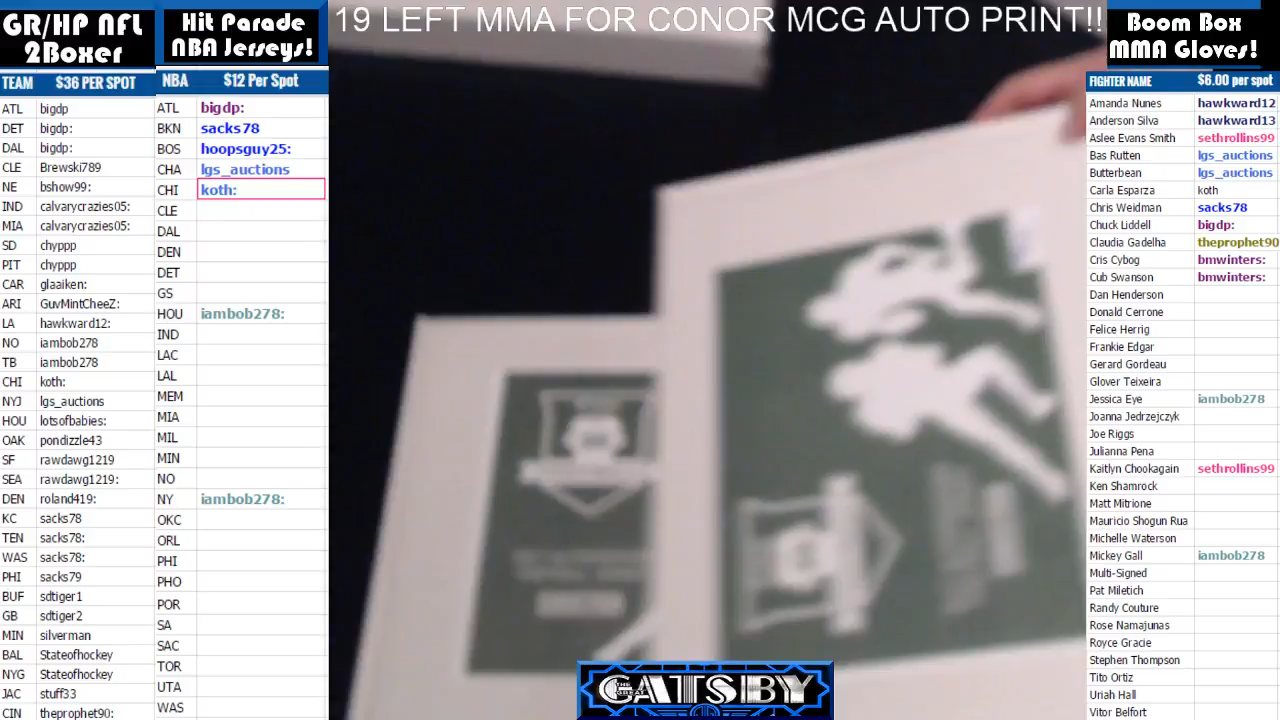 19 LEFT MMA FOR CONOR MCG AUTO PRINT!!
GR/HP NFL
2Boxer
TEAM $36 PER SPOT
ATL bigdp
DET bigdp:
DAL bigdp:
CLE Brewski789
NE bshow99:
IND calvarycrazies05:
MIA calvarycrazies05:
SD chyppp
PIT chyppp
CAR glaaiken:
ARI GuvMintCheeZ:
LA hawkward12:
NO iambob278
TB iambob278
CHI koth:
NYJ lgs_auctions
HOU lotsofbabies:
OAK pondizzle43
SF rawdawg1219
SEA rawdawg1219:
DEN roland419:
KC sacks78
TEN sacks78:
WAS sacks78:
PHI sacks79
BUF sdtiger1
GB sdtiger2
MIN silverman
BAL Stateofhockey
NYG Stateofhockey
JAC stuff33
CIN theprophet90:
Hit Parade
NBA Jerseys!
NBA $12 Per Spot
ATL bigdp:
BKN sacks78
BOS hoopsguy25:
CHA lgs_auctions
CHI koth:
CLE
DAL
DEN
DET
GS
HOU iambob278:
IND
LAC
LAL
MEM
MIA
MIL
MIN
NO
NY iambob278:
OKC
ORL
PHI
PHO
POR
SA
SAC
TOR
UTA
WAS
THE GREAT
GATSBY
Boom Box
MMA Gloves!
FIGHTER NAME $6.00 per spot
Amanda Nunes hawkward12
Anderson Silva hawkward13
Aslee Evans Smith sethrollins99
Bas Rutten lgs_auctions
Butterbean lgs_auctions
Carla Esparza koth
Chris Weidman sacks78
Chuck Liddell bigdp:
Claudia Gadelha theprophet90
Cris Cybog bmwinters:
Cub Swanson bmwinters:
Dan Henderson
Donald Cerrone
Felice Herrig
Frankie Edgar
Gerard Gordeau
Glover Teixeira
Jessica Eye iambob278
Joanna Jedrzejczyk
Joe Riggs
Julianna Pena
Kaitlyn Chookagain sethrollins99
Ken Shamrock
Matt Mitrione
Mauricio Shogun Rua
Michelle Waterson
Mickey Gall iambob278
Multi-Signed
Pat Miletich
Randy Couture
Rose Namajunas
Royce Gracie
Stephen Thompson
Tito Ortiz
Uriah Hall
Vitor Belfort